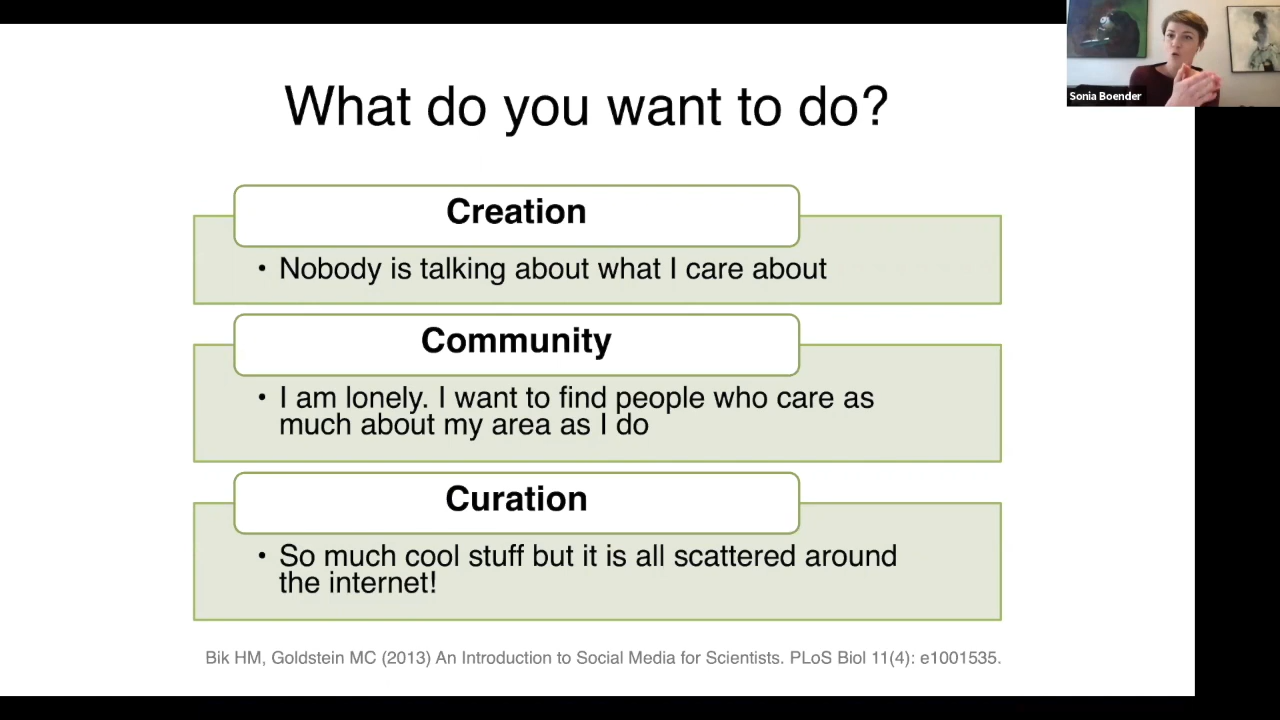 What do you want to do?
Sonia Boender
Creation
• Nobody is talking about what I care about
Community
• I am lonely. I want to find people who care as
much about my area as I do
Curation
• So much cool stuff but it is all scattered around
the internet!
Bik HM, Goldstein MC (2013) An Introduction to Social Media for Scientists. PLoS Biol 11(4): e1001535.